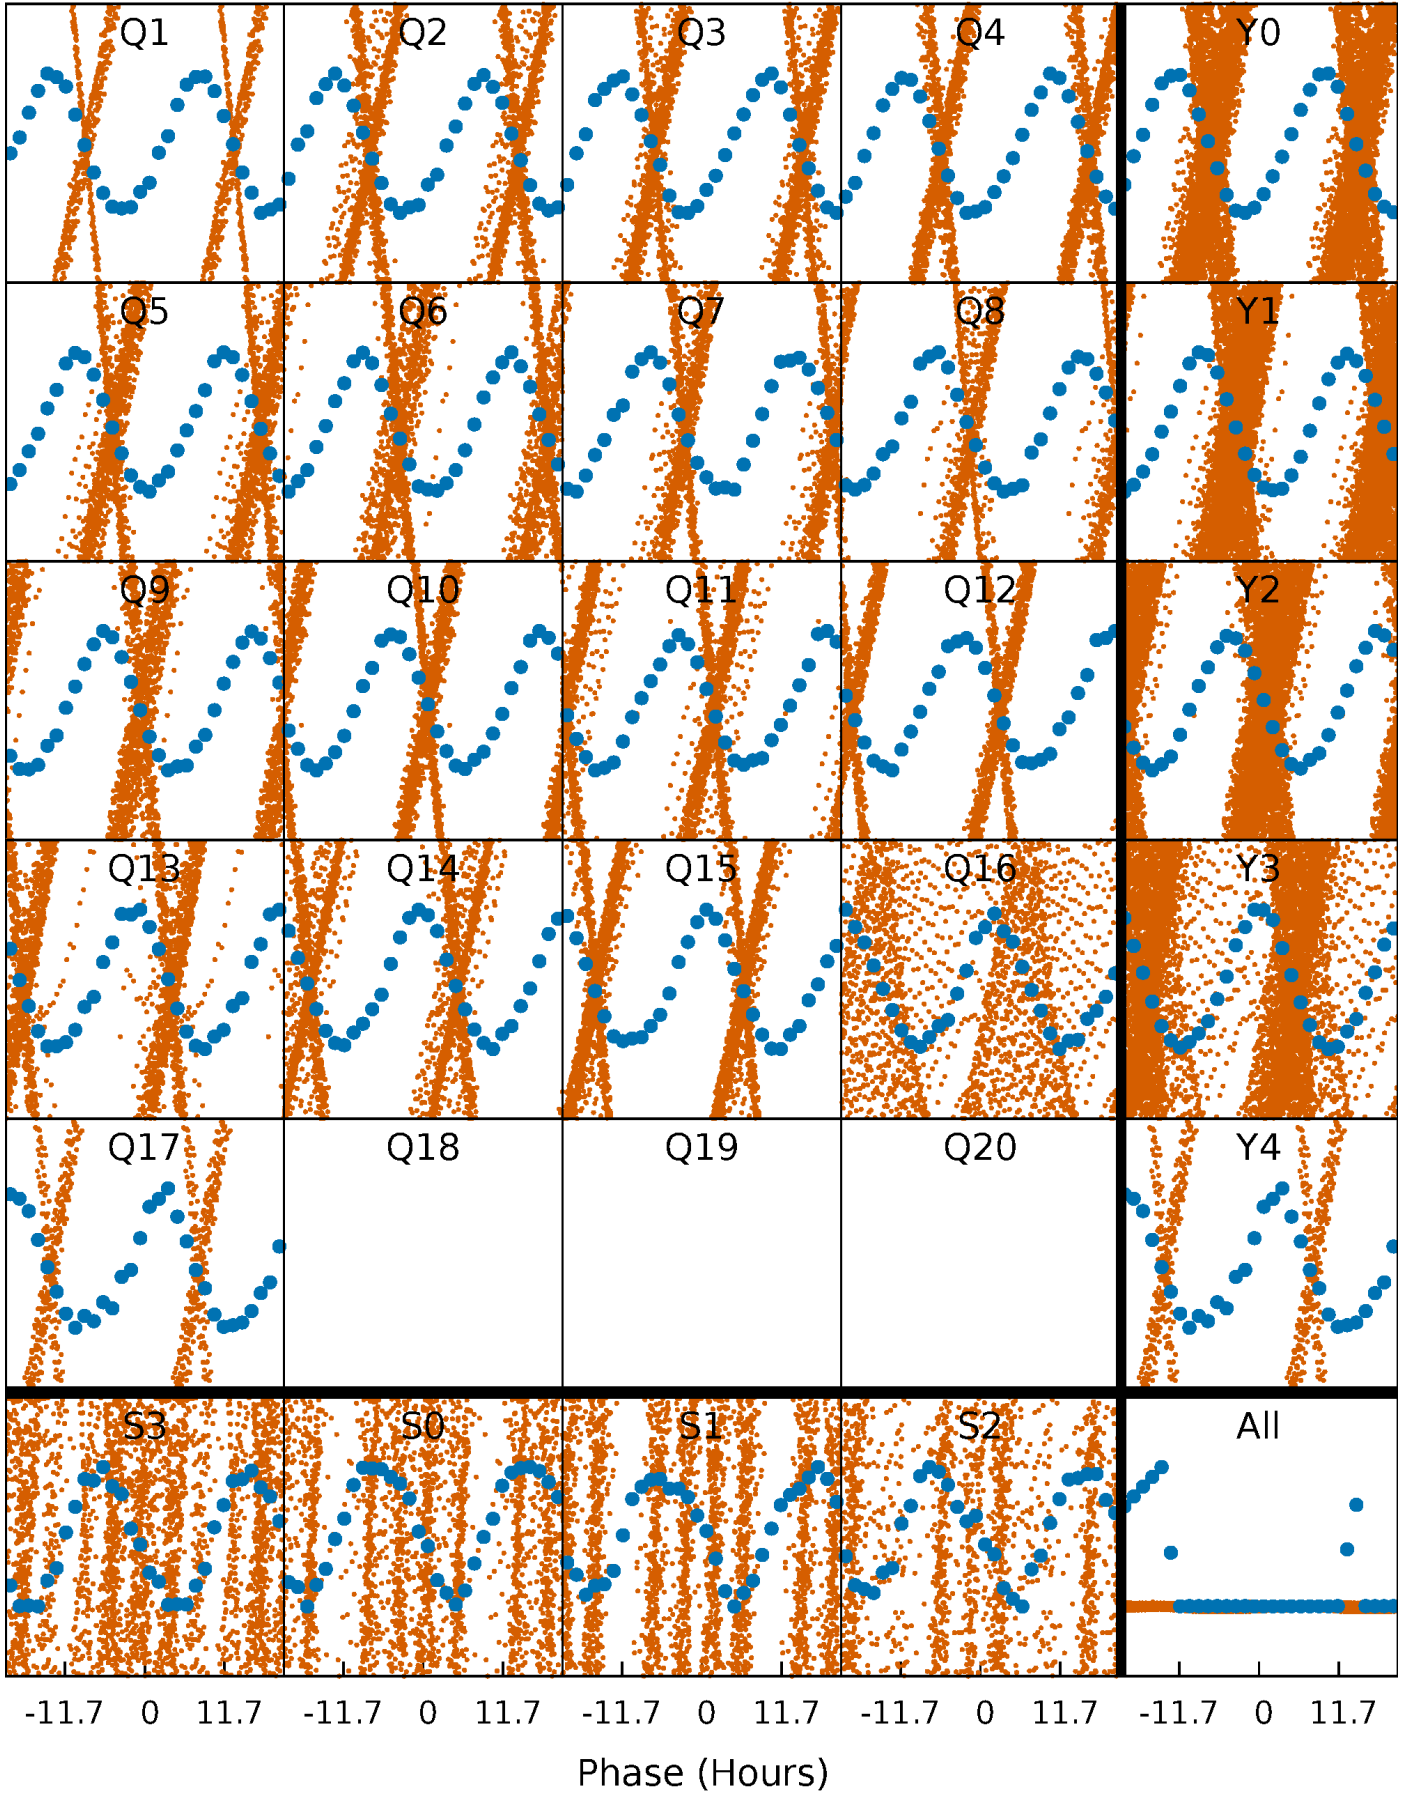 Q1 Q2 Q3 Q4 Y0
Q5 Q6 Q7 Q8 Y1
Q9 Q10 Q11 Q12 Y2
Q13 Q14 Q15 Q16 Y3
Q17 Q18 Q19 Q20 Y4
S3 S0 S1 S2 All
-11.7 0 11.7 -11.7 0 11.7 -11.7 0 11.7 -11.7 0 11.7 -11.7 0 11.7
Phase (Hours)